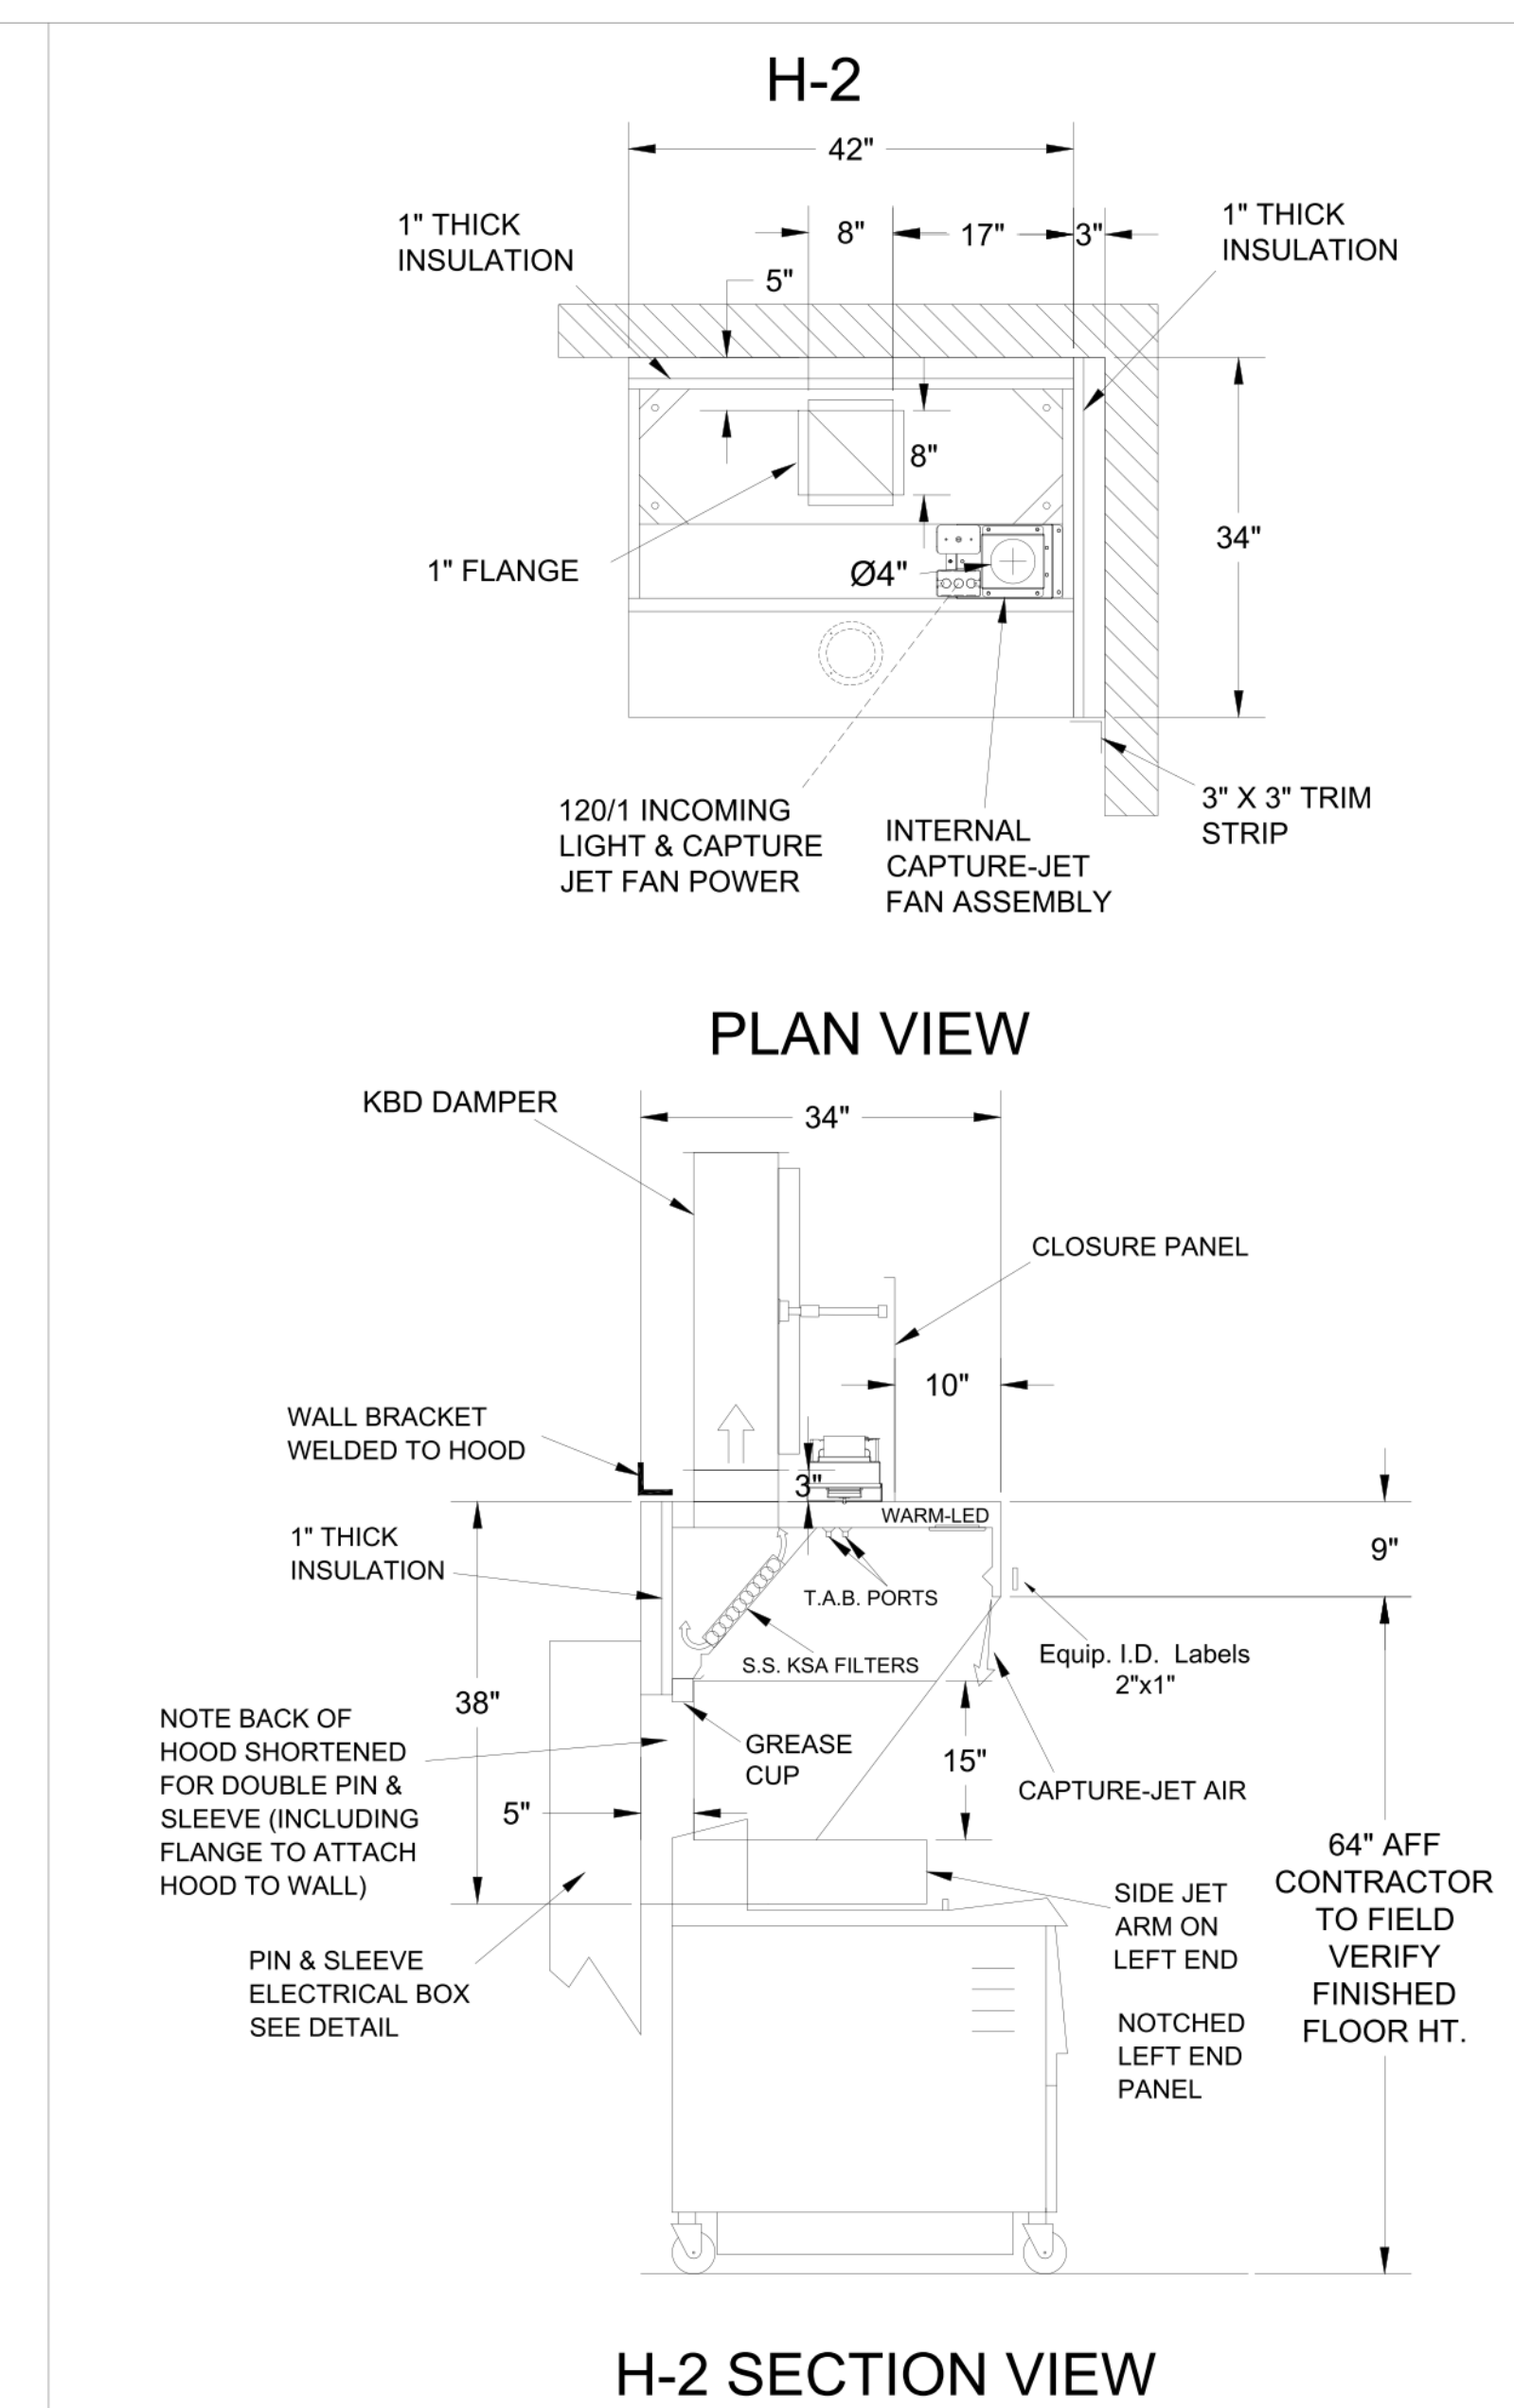 H-2
42"
1" THICK
INSULATION
8"
17"
3"
1" THICK
INSULATION
5"
8"
34"
1" FLANGE
Ø4"
120/1 INCOMING
LIGHT & CAPTURE
JET FAN POWER
INTERNAL
CAPTURE-JET
FAN ASSEMBLY
3" X 3" TRIM
STRIP
PLAN VIEW
KBD DAMPER
34"
CLOSURE PANEL
10"
WALL BRACKET
WELDED TO HOOD
3"
WARM-LED
1" THICK
INSULATION
9"
T.A.B. PORTS
S.S. KSA FILTERS
Equip. I.D. Labels
2"x1"
38"
NOTE BACK OF
HOOD SHORTENED
FOR DOUBLE PIN &
SLEEVE (INCLUDING
FLANGE TO ATTACH
HOOD TO WALL)
GREASE
CUP
15"
CAPTURE-JET AIR
5"
64" AFF
CONTRACTOR
TO FIELD
VERIFY
FINISHED
FLOOR HT.
SIDE JET
ARM ON
LEFT END
PIN & SLEEVE
ELECTRICAL BOX
SEE DETAIL
NOTCHED
LEFT END
PANEL
H-2 SECTION VIEW